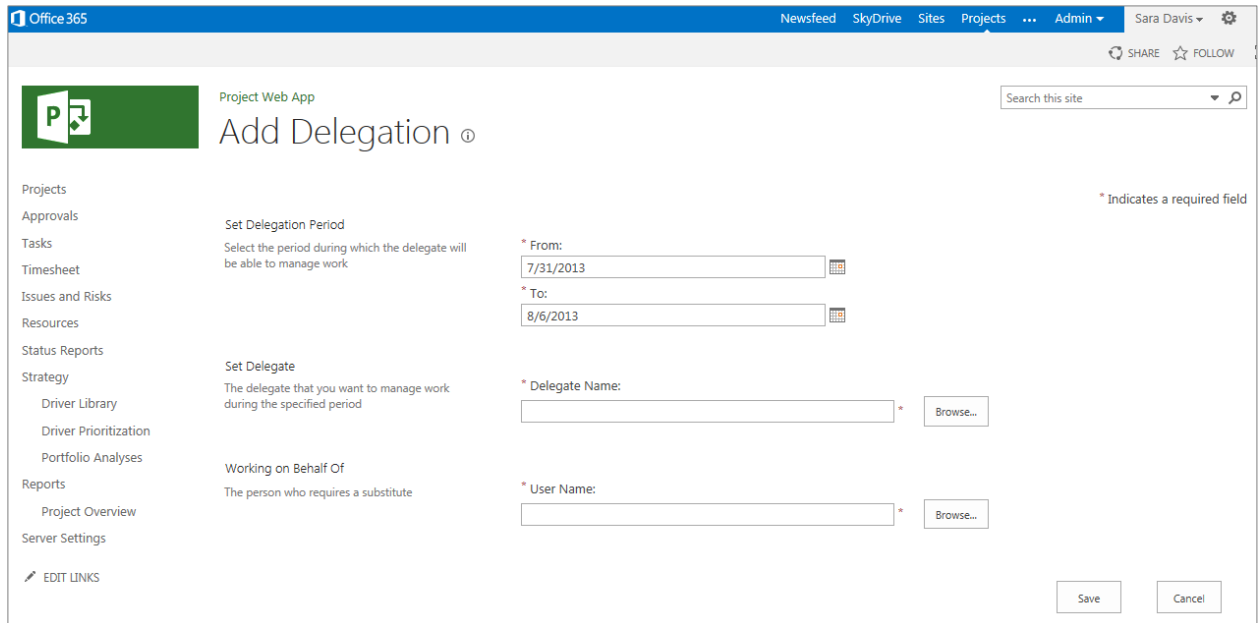 Office 365
Newsfeed SkyDrive Sites Projects ... Admin Sara Davis
SHARE FOLLOW
P
Project Web App
Search this site
Add Delegation
Projects
* Indicates a required field
Approvals
Set Delegation Period
Tasks
Select the period during which the delegate will
* From:
be able to manage work
7/31/2013
Timesheet
Issues and Risks
* To:
8/6/2013
Resources
Status Reports
Set Delegate
Strategy
The delegate that you want to manage work
* Delegate Name:
during the specified period
* Browse...
Driver Library
Driver Prioritization
Portfolio Analyses
Working on Behalf Of
Reports
The person who requires a substitute
* User Name:
* Browse...
Project Overview
Server Settings
EDIT LINKS
Save Cancel